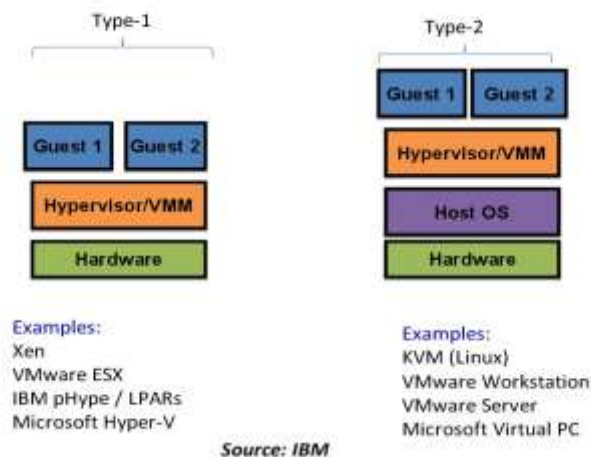 Type-1
Guest 1
Guest 2
Hypervisor/VMM
Hardware
Examples:
Xen
VMware ESX
IBM pHype / LPARs
Microsoft Hyper-V
Type-2
Guest 1
Guest 2
Hypervisor/VMM
Host OS
Hardware
Examples:
KVM (Linux)
VMware Workstation
VMware Server
Microsoft Virtual PC
Source: IBM